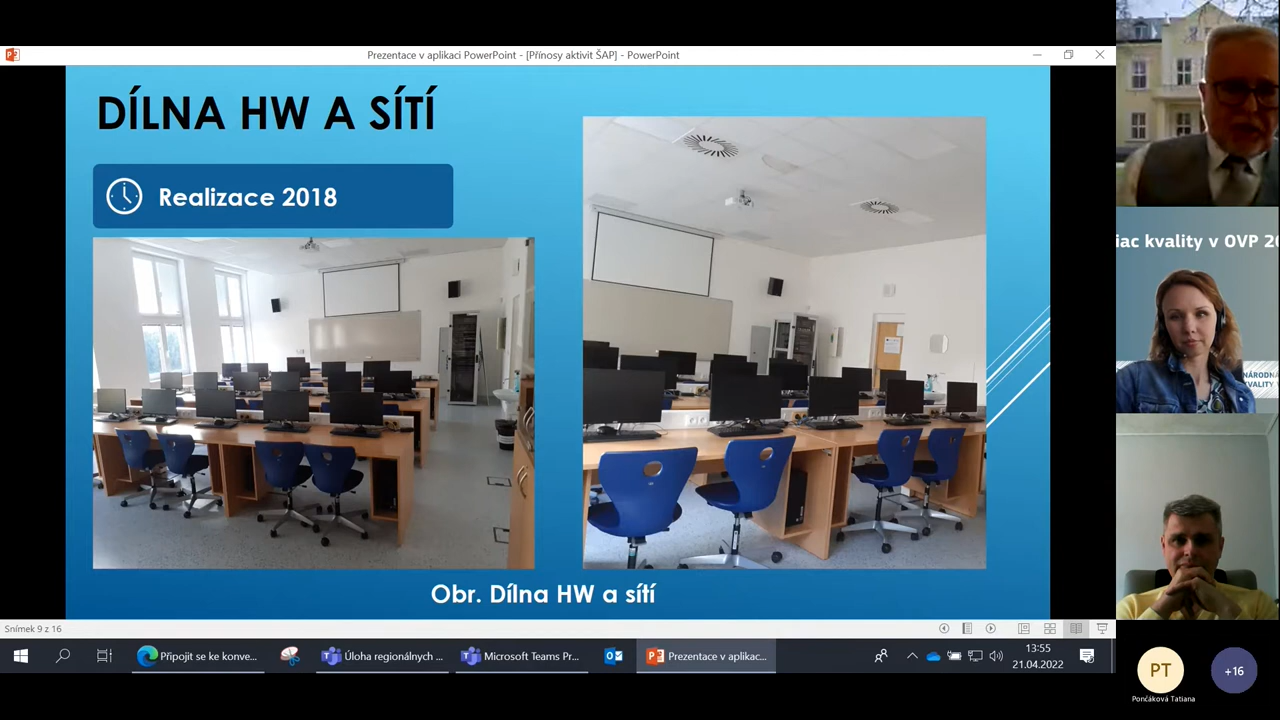 Prezentace v aplikaci PowerPoint - [Přínosy aktivit ŠAP] - PowerPoint
DÍLNA HW A SÍTÍ
Realizace 2018
Obr. Dílna HW a sítí
Snímek 9 z 16
Připojit se ke konve...
Úloha regionálnych ...
Microsoft Teams Pr...
Prezentace v aplikac...
13:55
21.04.2022
iac kvality v OVP 20
NÁRODNÁ
KVALITY
PT
Pončáková Tatiana
+16